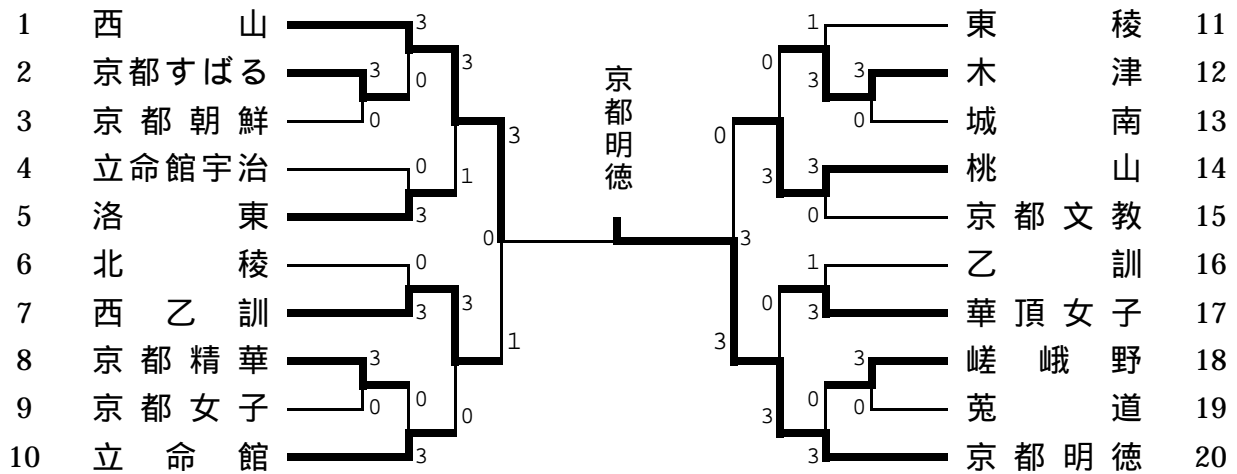 1 西山 3 1 東稜 11
2 京都すばる 3 0 3 京都明徳 0 3 3 木津 12
3 京都朝鮮 0 3 0 0 城南 13
4 立命館宇治 0 1 3 3 桃山 14
5 洛東 3 0 3 0 京都文教 15
6 北稜 0 1 乙訓 16
7 西乙訓 3 3 1 3 0 3 華頂女子 17
8 京都精華 3 3 嵯峨野 18
9 京都女子 0 0 0 3 0 0 莵道 19
10 立命館 3 3 京都明徳 20